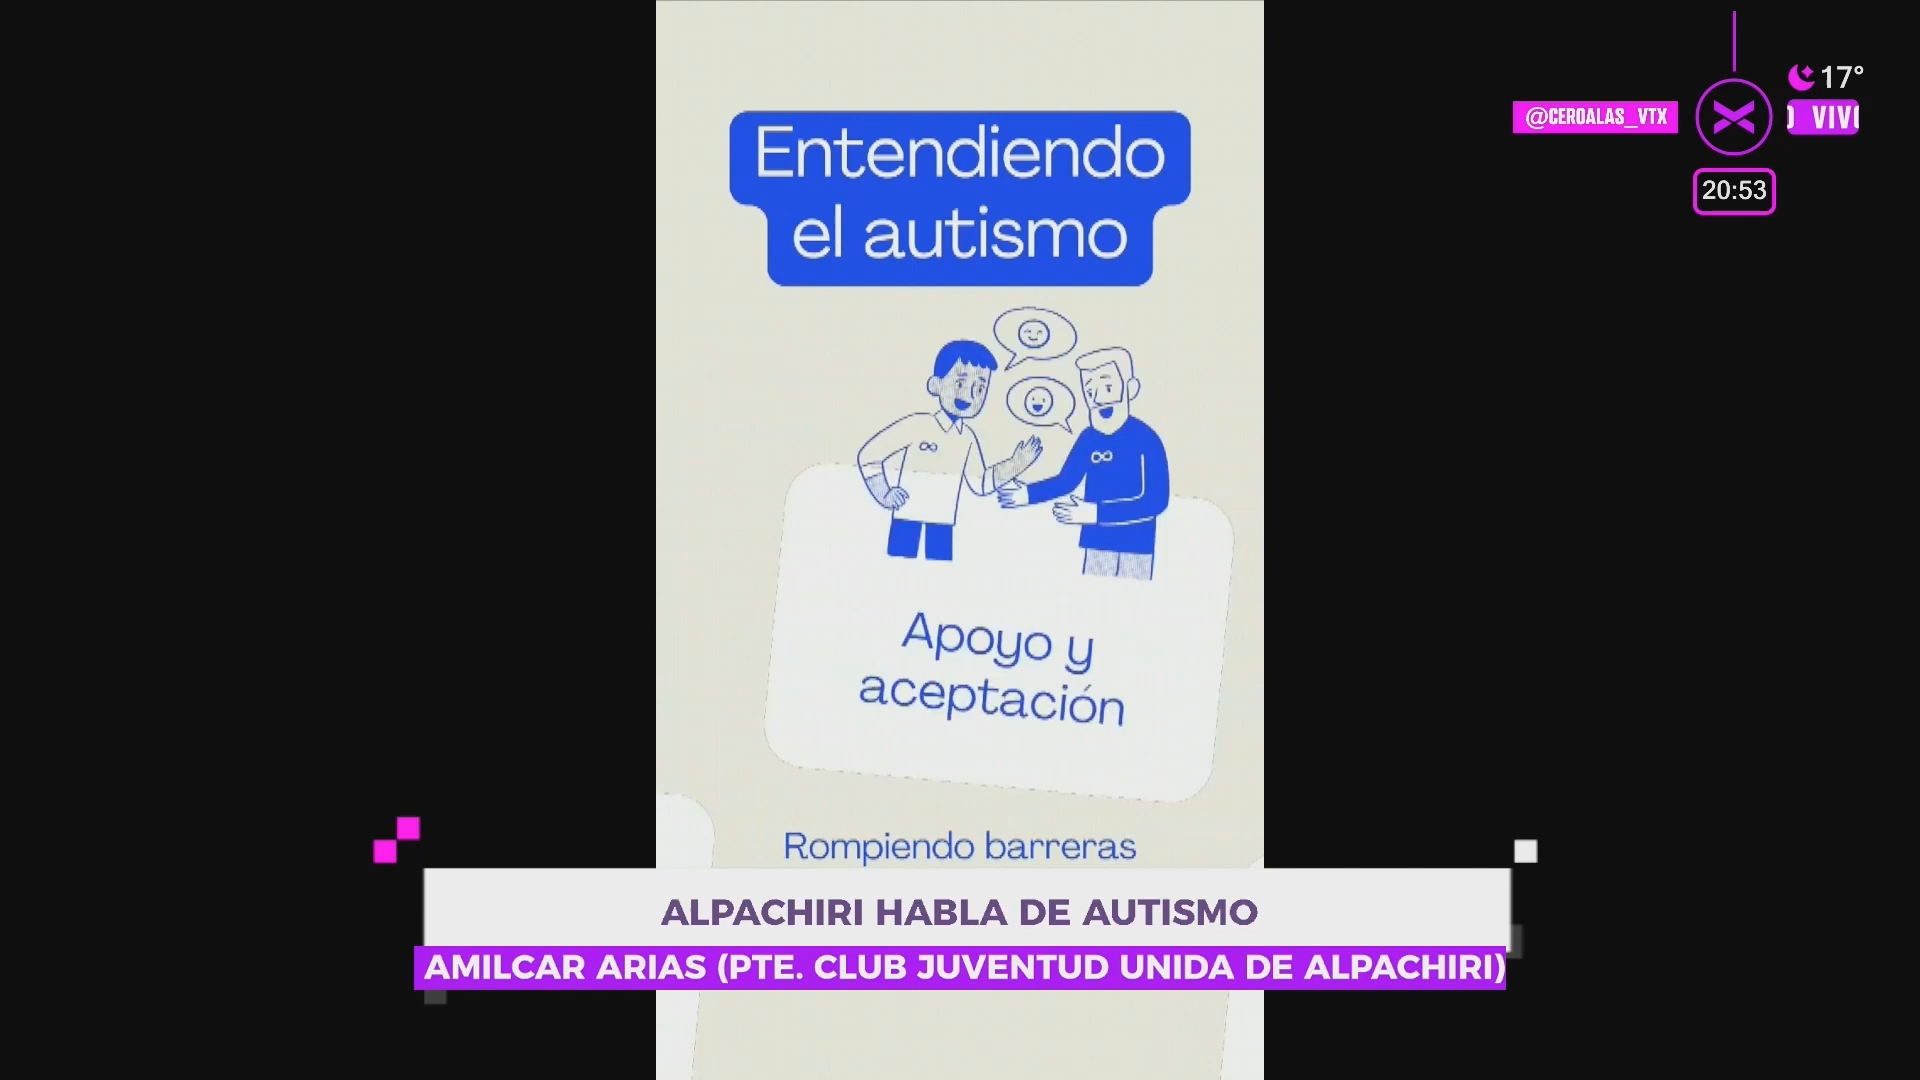 Entendiendo
el autismo
Apoyo y
aceptación
Rompiendo barreras
@CEROALAS_VTX
17°
VIV
20:53
ALPACHIRI HABLA DE AUTISMO
AMILCAR ARIAS (PTE. CLUB JUVENTUD UNIDA DE ALPACHIRI)